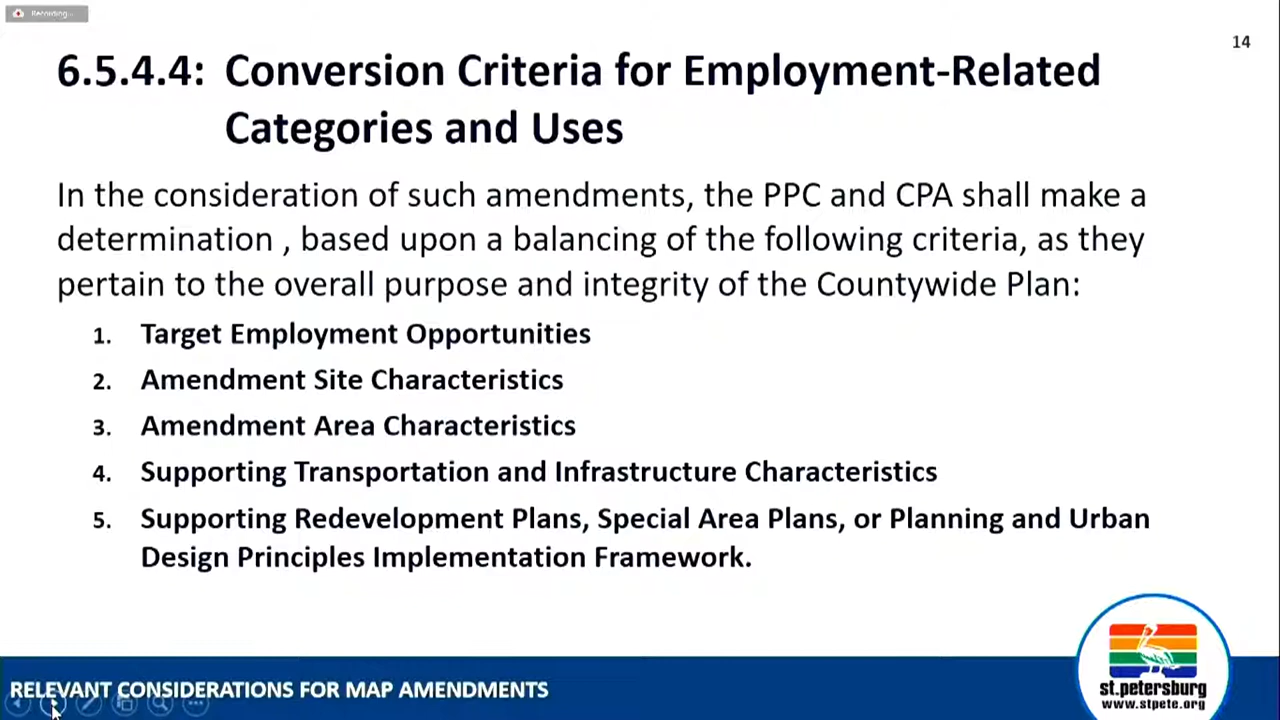 Recording...
14
6.5.4.4: Conversion Criteria for Employment-Related
Categories and Uses
In the consideration of such amendments, the PPC and CPA shall make a
determination , based upon a balancing of the following criteria, as they
pertain to the overall purpose and integrity of the Countywide Plan:
1. Target Employment Opportunities
2. Amendment Site Characteristics
3. Amendment Area Characteristics
4. Supporting Transportation and Infrastructure Characteristics
5. Supporting Redevelopment Plans, Special Area Plans, or Planning and Urban
Design Principles Implementation Framework.
RELEVANT CONSIDERATIONS FOR MAP AMENDMENTS
st.petersburg
www.stpete.org